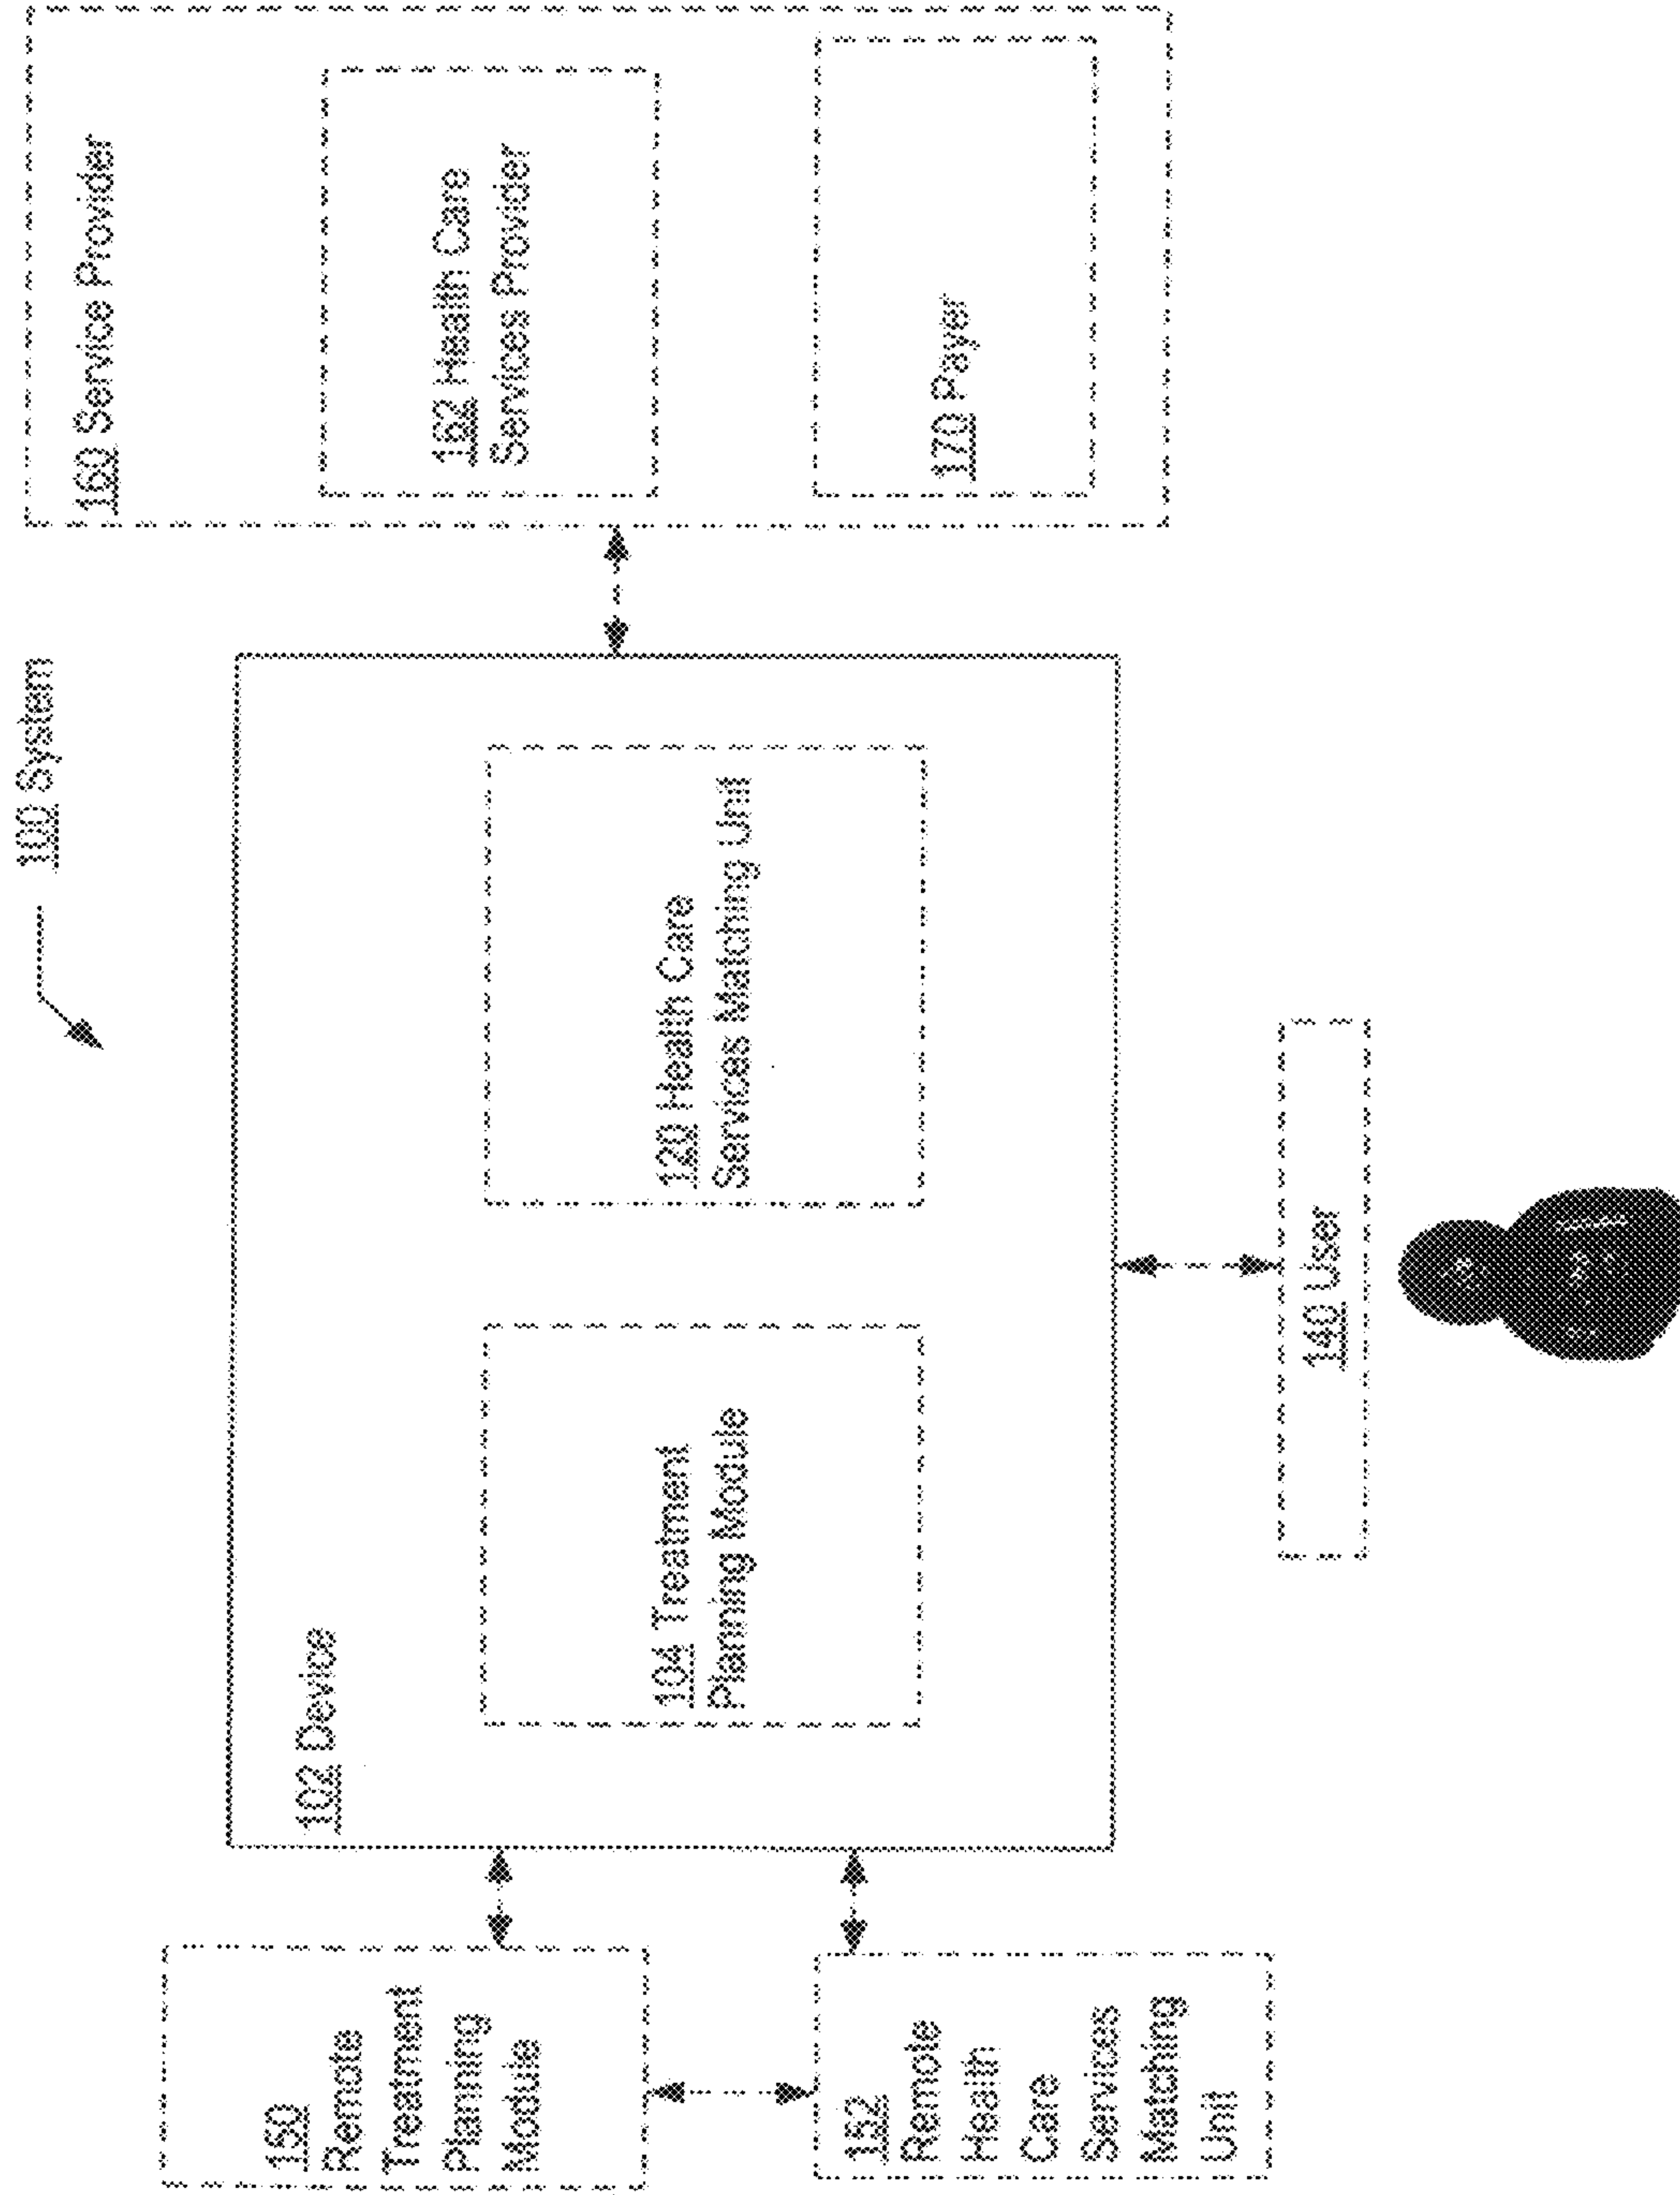 100 System
150
Remote
Treatment
Planning
Module
152
Remote
Health
Care
Services
Matching
Unit
102 Device
104 Treatment
Planning Module
120 Health Care
Services Matching Unit
140 User
160 Service Provider
162 Health Care
Services Provider
170 Payer